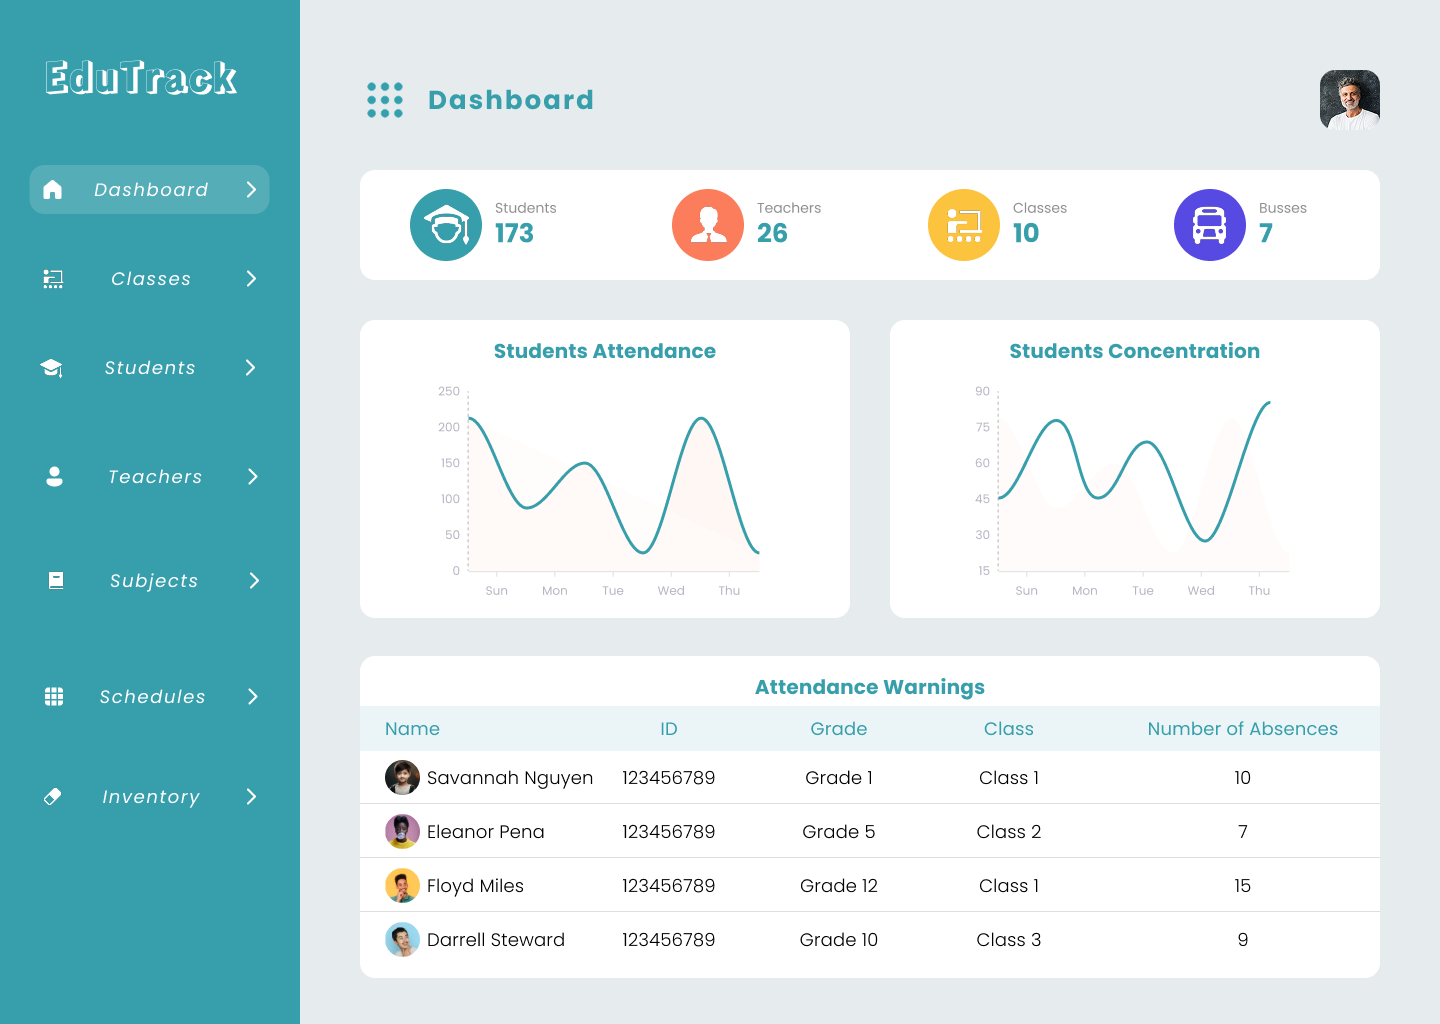 EduTrack
Dashboard
Classes
Students
Teachers
Subjects
Schedules
Inventory
Dashboard
Students
173
Teachers
26
Classes
10
Busses
7
Students Attendance
250
200
150
100
50
0
Sun Mon Tue Wed Thu
Students Concentration
90
75
60
45
30
15
Sun Mon Tue Wed Thu
Attendance Warnings
Name ID Grade Class Number of Absences
Savannah Nguyen 123456789 Grade 1 Class 1 10
Eleanor Pena 123456789 Grade 5 Class 2 7
Floyd Miles 123456789 Grade 12 Class 1 15
Darrell Steward 123456789 Grade 10 Class 3 9